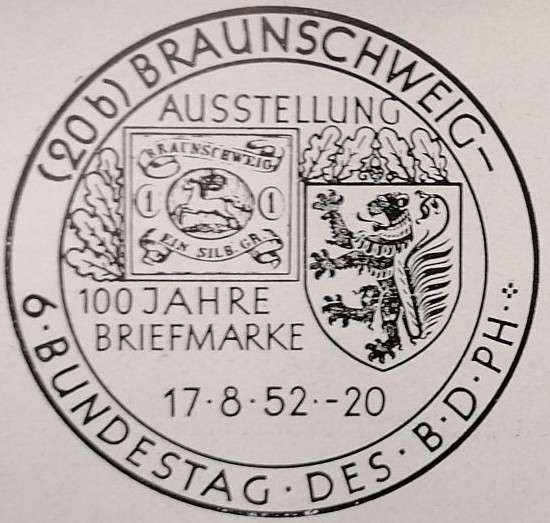 (20b) BRAUNSCHWEIG–
AUSSTELLUNG
BRAUNSCHWEIG
1 1
EIN SILB. GR.
100 JAHRE
BRIEFMARKE
17·8·52·-20
6·BUNDESTAG·DES·B·D·PH·